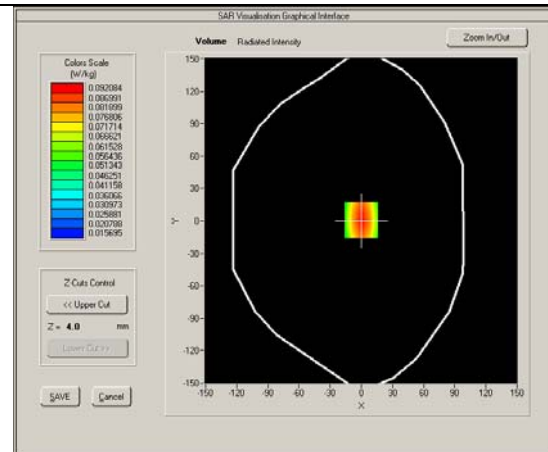 SAR Visualisation Graphical Interface
Volume Radiated Intensity
Zoom In/Out
Colors Scale
(W/kg)
0.092084
0.086991
0.081899
0.076806
0.071714
0.066621
0.061528
0.056436
0.051343
0.046251
0.041158
0.036066
0.030973
0.025881
0.020788
0.015695
Z-Cuts Control
<< Upper Cut
Z = 4.0 mm
Lower Cut >>
SAVE Cancel
150
120
90
60
30
0
-30
-60
-90
-120
-150
Y
-150 -120 -90 -60 -30 0 30 60 90 120 150
X